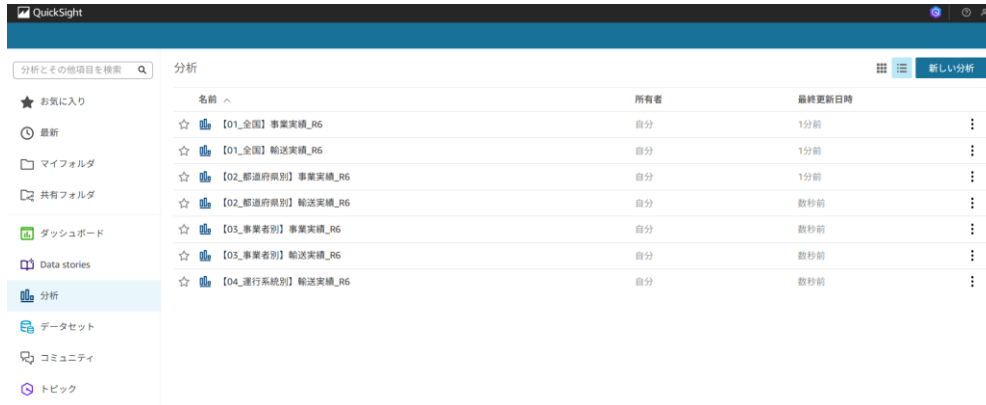 QuickSight
分析とその他項目を検索
お気に入り
最新
マイフォルダ
共有フォルダ
ダッシュボード
Data stories
分析
データセット
コミュニティ
トピック
分析
新しい分析
名前 所有者 最終更新日時
【01_全国】事業実績_R6 自分 1分前
【01_全国】輸送実績_R6 自分 1分前
【02_都道府県別】事業実績_R6 自分 1分前
【02_都道府県別】輸送実績_R6 自分 数秒前
【03_事業者別】事業実績_R6 自分 数秒前
【03_事業者別】輸送実績_R6 自分 数秒前
【04_運行系統別】輸送実績_R6 自分 数秒前